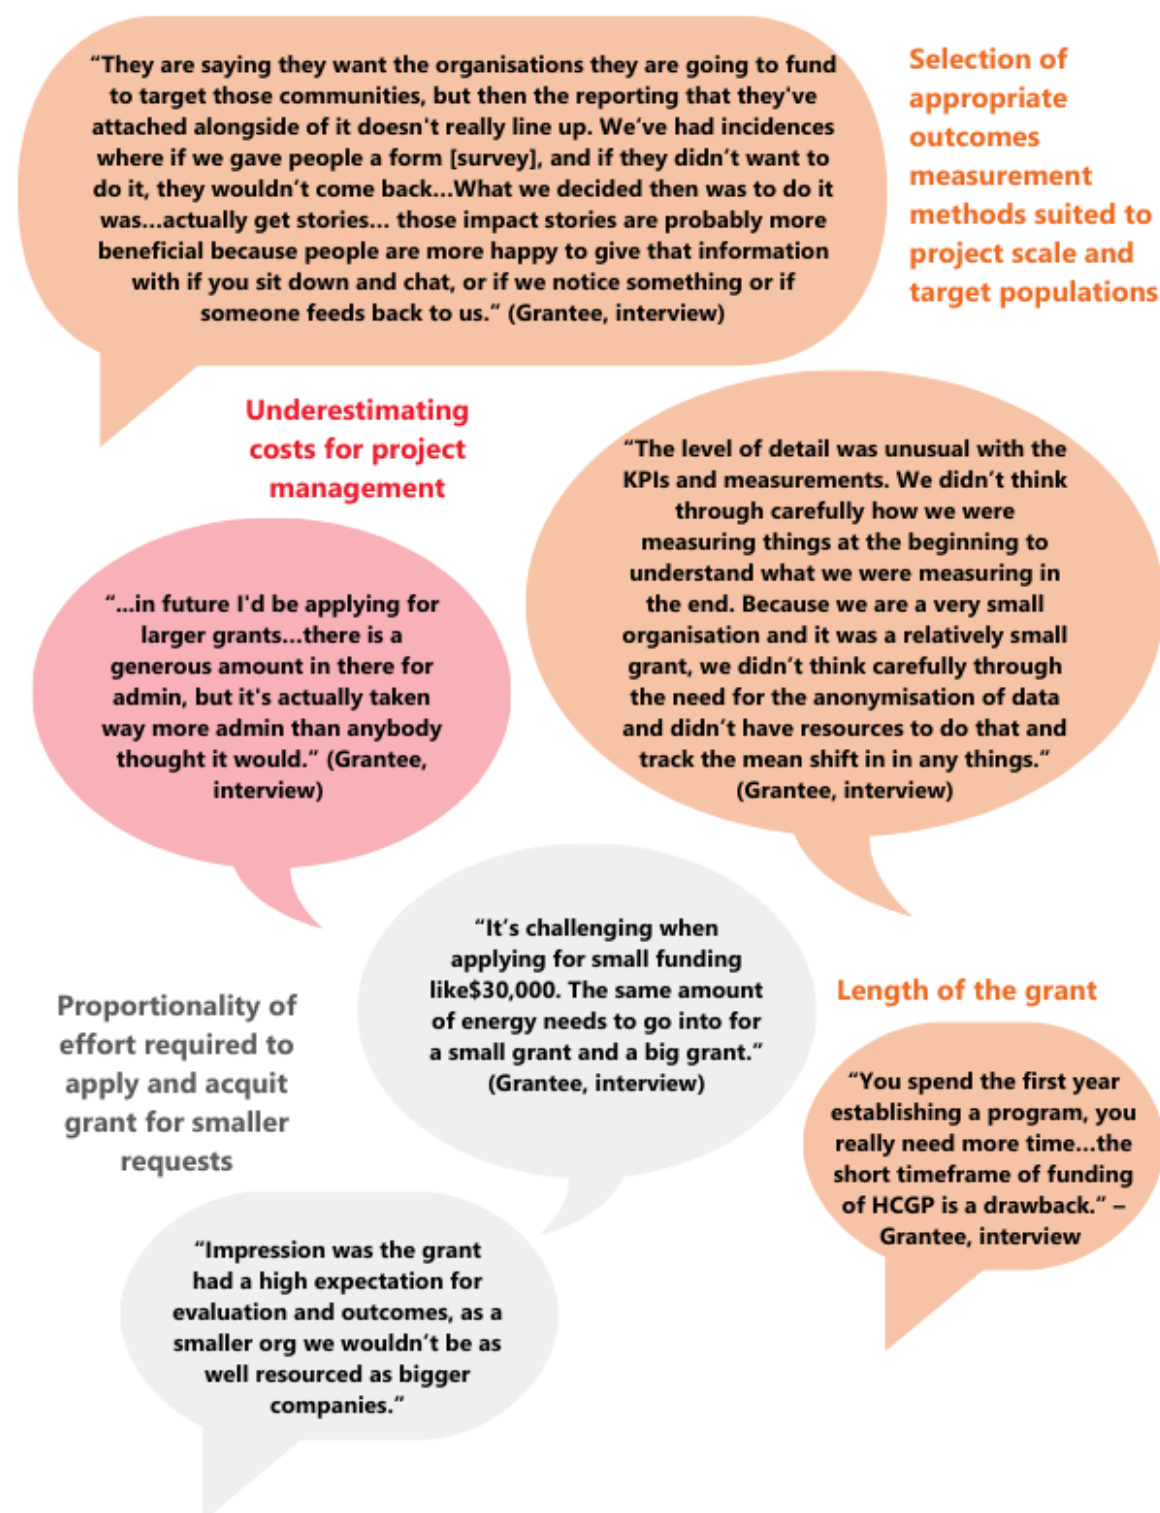 “They are saying they want the organisations they are going to fund
to target those communities, but then the reporting that they've
attached alongside of it doesn't really line up. We’ve had incidences
where if we gave people a form [survey], and if they didn’t want to
do it, they wouldn’t come back...What we decided then was to do it
was...actually get stories... those impact stories are probably more
beneficial because people are more happy to give that information
with if you sit down and chat, or if we notice something or if
someone feeds back to us.” (Grantee, interview)
Selection of
appropriate
outcomes
measurement
methods suited to
project scale and
target populations
Underestimating
costs for project
management
“...in future I'd be applying for
larger grants...there is a
generous amount in there for
admin, but it's actually taken
way more admin than anybody
thought it would.” (Grantee,
interview)
“The level of detail was unusual with the
KPIs and measurements. We didn’t think
through carefully how we were
measuring things at the beginning to
understand what we were measuring in
the end. Because we are a very small
organisation and it was a relatively small
grant, we didn’t think carefully through
the need for the anonymisation of data
and didn’t have resources to do that and
track the mean shift in in any things.”
(Grantee, interview)
Proportionality of
effort required to
apply and acquit
grant for smaller
requests
“It’s challenging when
applying for small funding
like$30,000. The same amount
of energy needs to go into for
a small grant and a big grant.”
(Grantee, interview)
Length of the grant
“You spend the first year
establishing a program, you
really need more time...the
short timeframe of funding
of HCGP is a drawback.” –
Grantee, interview
“Impression was the grant
had a high expectation for
evaluation and outcomes, as a
smaller org we wouldn’t be as
well resourced as bigger
companies.”